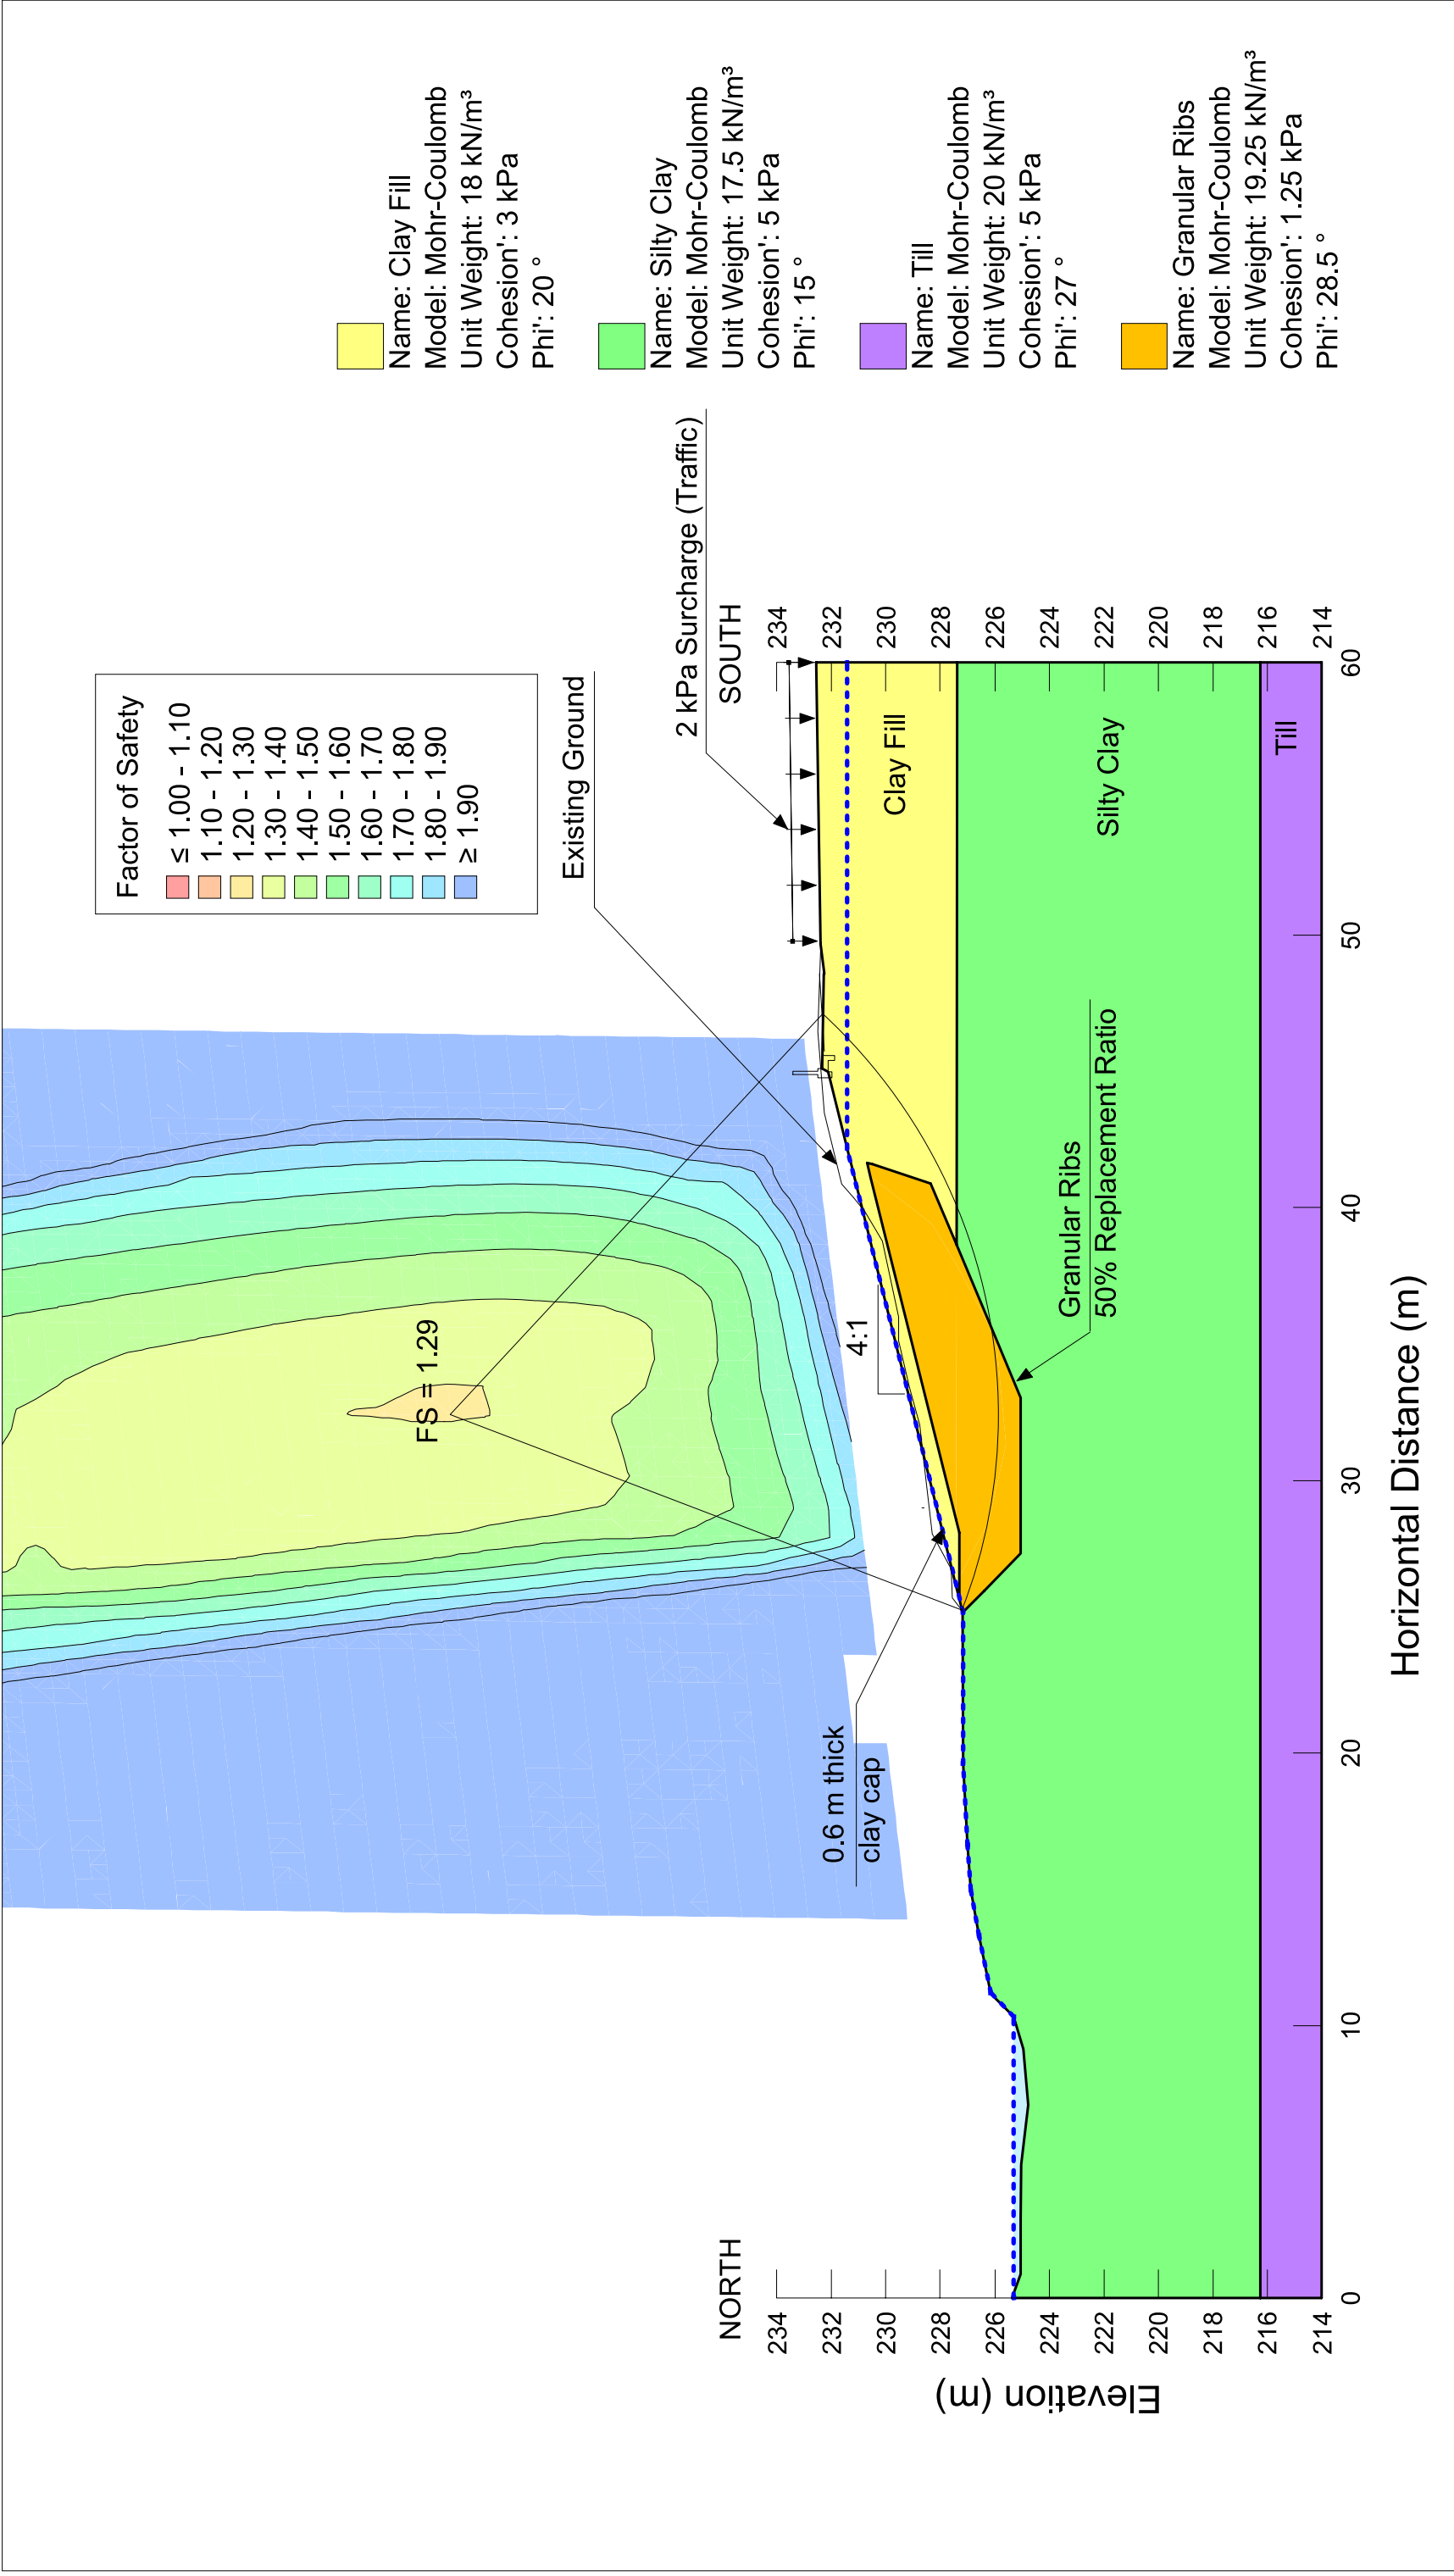 Factor of Safety
≤ 1.00 - 1.10
1.10 - 1.20
1.20 - 1.30
1.30 - 1.40
1.40 - 1.50
1.50 - 1.60
1.60 - 1.70
1.70 - 1.80
1.80 - 1.90
≥ 1.90
FS = 1.29
Existing Ground
2 kPa Surcharge (Traffic)
NORTH
SOUTH
0.6 m thick
clay cap
4:1
Clay Fill
Silty Clay
Till
Granular Ribs
50% Replacement Ratio
Elevation (m)
234
232
230
228
226
224
222
220
218
216
214
234
232
230
228
226
224
222
220
218
216
214
0
10
20
30
40
50
60
Horizontal Distance (m)
Name: Clay Fill
Model: Mohr-Coulomb
Unit Weight: 18 kN/m³
Cohesion': 3 kPa
Phi': 20 °
Name: Silty Clay
Model: Mohr-Coulomb
Unit Weight: 17.5 kN/m³
Cohesion': 5 kPa
Phi': 15 °
Name: Till
Model: Mohr-Coulomb
Unit Weight: 20 kN/m³
Cohesion': 5 kPa
Phi': 27 °
Name: Granular Ribs
Model: Mohr-Coulomb
Unit Weight: 19.25 kN/m³
Cohesion': 1.25 kPa
Phi': 28.5 °